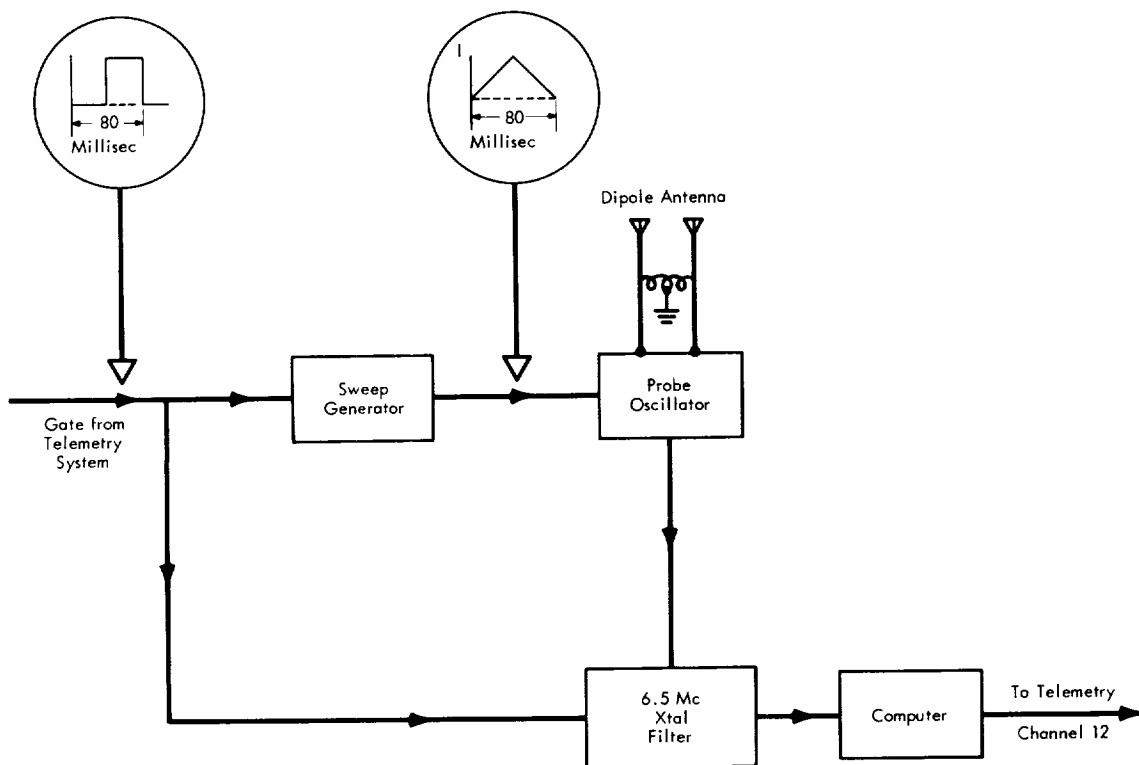 80
Millisec
I
80
Millisec
Dipole Antenna
Gate from
Telemetry
System
Sweep
Generator
Probe
Oscillator
6.5 Mc
Xtal
Filter
Computer
To Telemetry
Channel 12